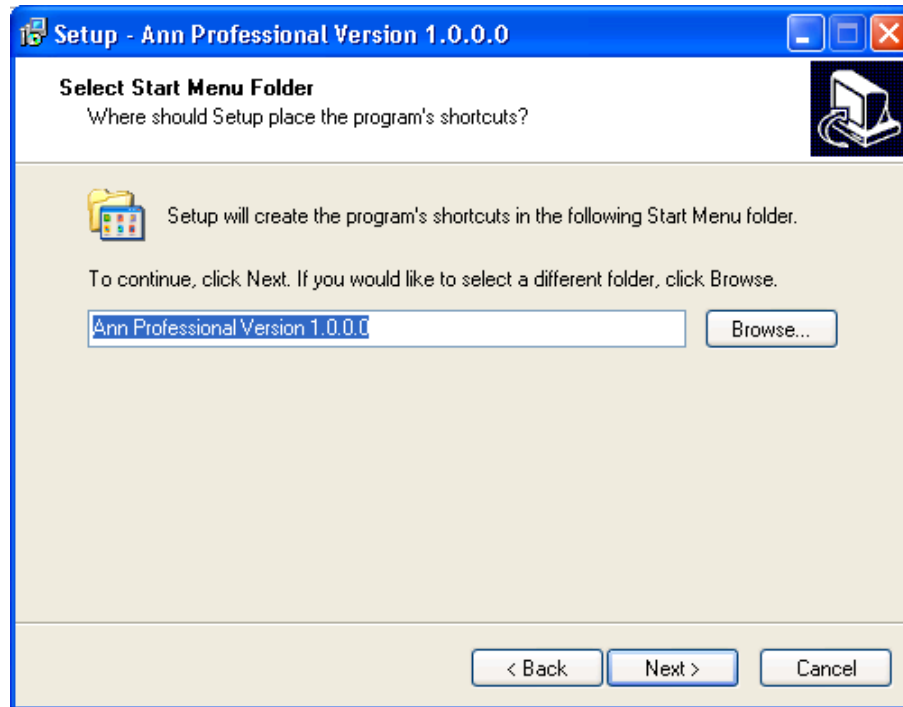 Setup - Ann Professional Version 1.0.0.0
Select Start Menu Folder
Where should Setup place the program's shortcuts?
Setup will create the program's shortcuts in the following Start Menu folder.
To continue, click Next. If you would like to select a different folder, click Browse.
Ann Professional Version 1.0.0.0
Browse...
< Back
Next >
Cancel